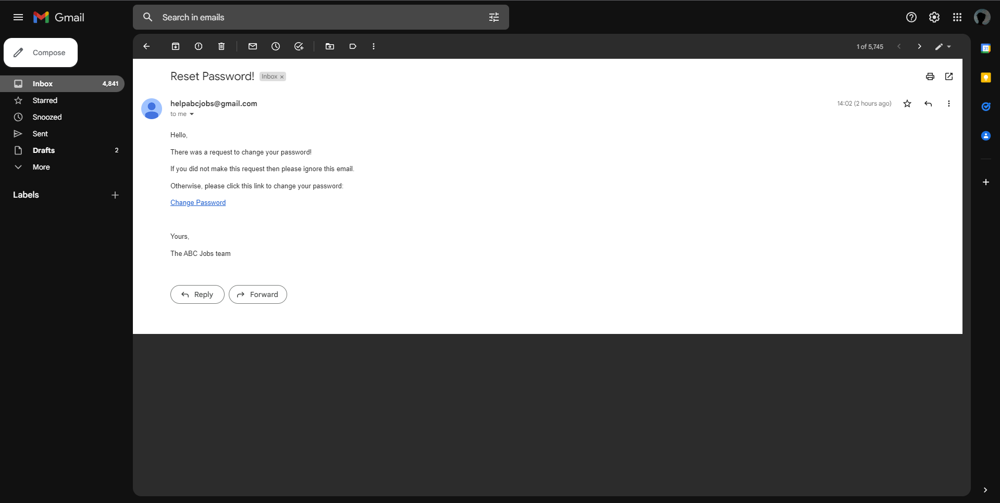 Gmail
Search in emails
Compose
1 of 5,745
Inbox 4,841
Starred
Snoozed
Sent
Drafts 2
More
Labels
Reset Password! Inbox ×
helpabcjobs@gmail.com 14:02 (2 hours ago)
to me
Hello,
There was a request to change your password!
If you did not make this request then please ignore this email.
Otherwise, please click this link to change your password:
Change Password
Yours,
The ABC Jobs team
Reply Forward
31